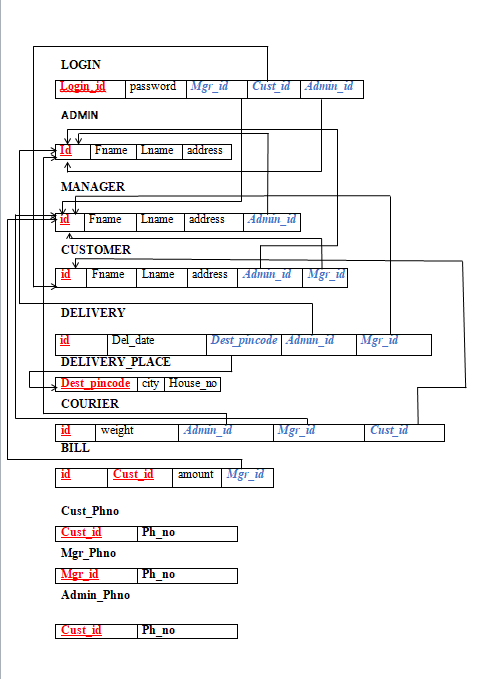 LOGIN
Login_id password Mgr_id Cust_id Admin_id
ADMIN
Id Fname Lname address
MANAGER
id Fname Lname address Admin_id
CUSTOMER
id Fname Lname address Admin_id Mgr_id
DELIVERY
id Del_date Dest_pincode Admin_id Mgr_id
DELIVERY_PLACE
Dest_pincode city House_no
COURIER
id weight Admin_id Mgr_id Cust_id
BILL
id Cust_id amount Mgr_id
Cust_Phno
Cust_id Ph_no
Mgr_Phno
Mgr_id Ph_no
Admin_Phno
Cust_id Ph_no